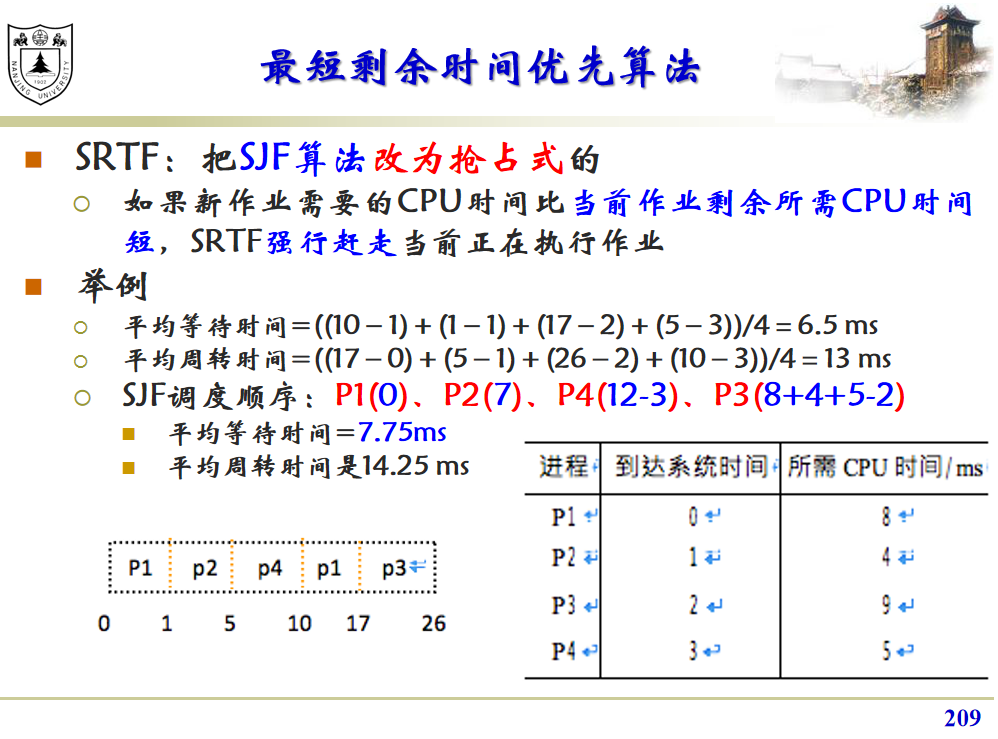 NANJING UNIVERSITY
1902
最短剩余时间优先算法
SRTF：把SJF算法改为抢占式的
如果新作业需要的CPU时间比当前作业剩余所需CPU时间
短，SRTF强行赶走当前正在执行作业
举例
平均等待时间=((10 – 1) + (1 – 1) + (17 – 2) + (5 – 3))/4 = 6.5 ms
平均周转时间=((17 – 0) + (5 – 1) + (26 – 2) + (10 – 3))/4 = 13 ms
SJF调度顺序：P1(0)、P2(7)、P4(12-3)、P3(8+4+5-2)
平均等待时间=7.75ms
平均周转时间是14.25 ms
P1 p2 p4 p1 p3
0 1 5 10 17 26
进程 到达系统时间 所需 CPU 时间/ms
P1 0 8
P2 1 4
P3 2 9
P4 3 5
209